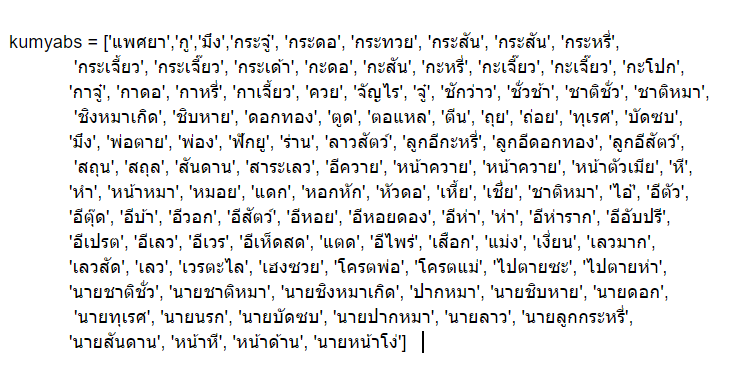 kumyabs = ['แพศยา','กู','มึง','กระจู๋', 'กระดอ', 'กระทวย', 'กระสัน', 'กระสัน', 'กระหรี่',
'กระเจี้ยว', 'กระเจี๊ยว', 'กระเด้า', 'กะดอ', 'กะสัน', 'กะหรี่', 'กะเจี๊ยว', 'กะเจี๊ยว', 'กะโปก',
'กาจู๋', 'กาดอ', 'กาหรี่', 'กาเจี้ยว', 'ควย', 'จัญไร', 'จู๋', 'ชักว่าว', 'ชั่วช้า', 'ชาติชั่ว', 'ชาติหมา',
'ชิงหมาเกิด', 'ชิบหาย', 'ดอกทอง', 'ตูด', 'ตอแหล', 'ตีน', 'ถุย', 'ถ่อย', 'ทุเรศ', 'บัดซบ',
'มึง', 'พ่อตาย', 'พ่อง', 'ฟักยู', 'ร่าน', 'ลาวสัตว์', 'ลูกอีกะหรี่', 'ลูกอีดอกทอง', 'ลูกอีสัตว์',
'สถุน', 'สถุล', 'สันดาน', 'สาระเลว', 'อีควาย', 'หน้าควาย', 'หน้าควาย', 'หน้าตัวเมีย', 'หี',
'หำ', 'หน้าหมา', 'หมอย', 'แดก', 'หอกหัก', 'หัวดอ', 'เหี้ย', 'เชี่ย', 'ชาติหมา', 'ไอ้', 'อีตัว',
'อีตุ๊ด', 'อีบ้า', 'อีวอก', 'อีสัตว์', 'อีหอย', 'อีหอยดอง', 'อีห่า', 'ห่า', 'อีห่าราก', 'อีอัปรี',
'อีเปรต', 'อีเลว', 'อีเวร', 'อีเห็ดสด', 'แตด', 'อีไพร่', 'เสือก', 'แม่ง', 'เงี่ยน', 'เลวมาก',
'เลวสัด', 'เลว', 'เวรตะไล', 'เฮงซวย', 'โครตพ่อ', 'โครตแม่', 'ไปตายซะ', 'ไปตายห่า',
'นายชาติชั่ว', 'นายชาติหมา', 'นายชิงหมาเกิด', 'ปากหมา', 'นายชิบหาย', 'นายดอก',
'นายทุเรศ', 'นายนรก', 'นายบัดซบ', 'นายปากหมา', 'นายลาว', 'นายลูกกระหรี่',
'นายสันดาน', 'หน้าหี', 'หน้าด้าน', 'นายหน้าโง่']